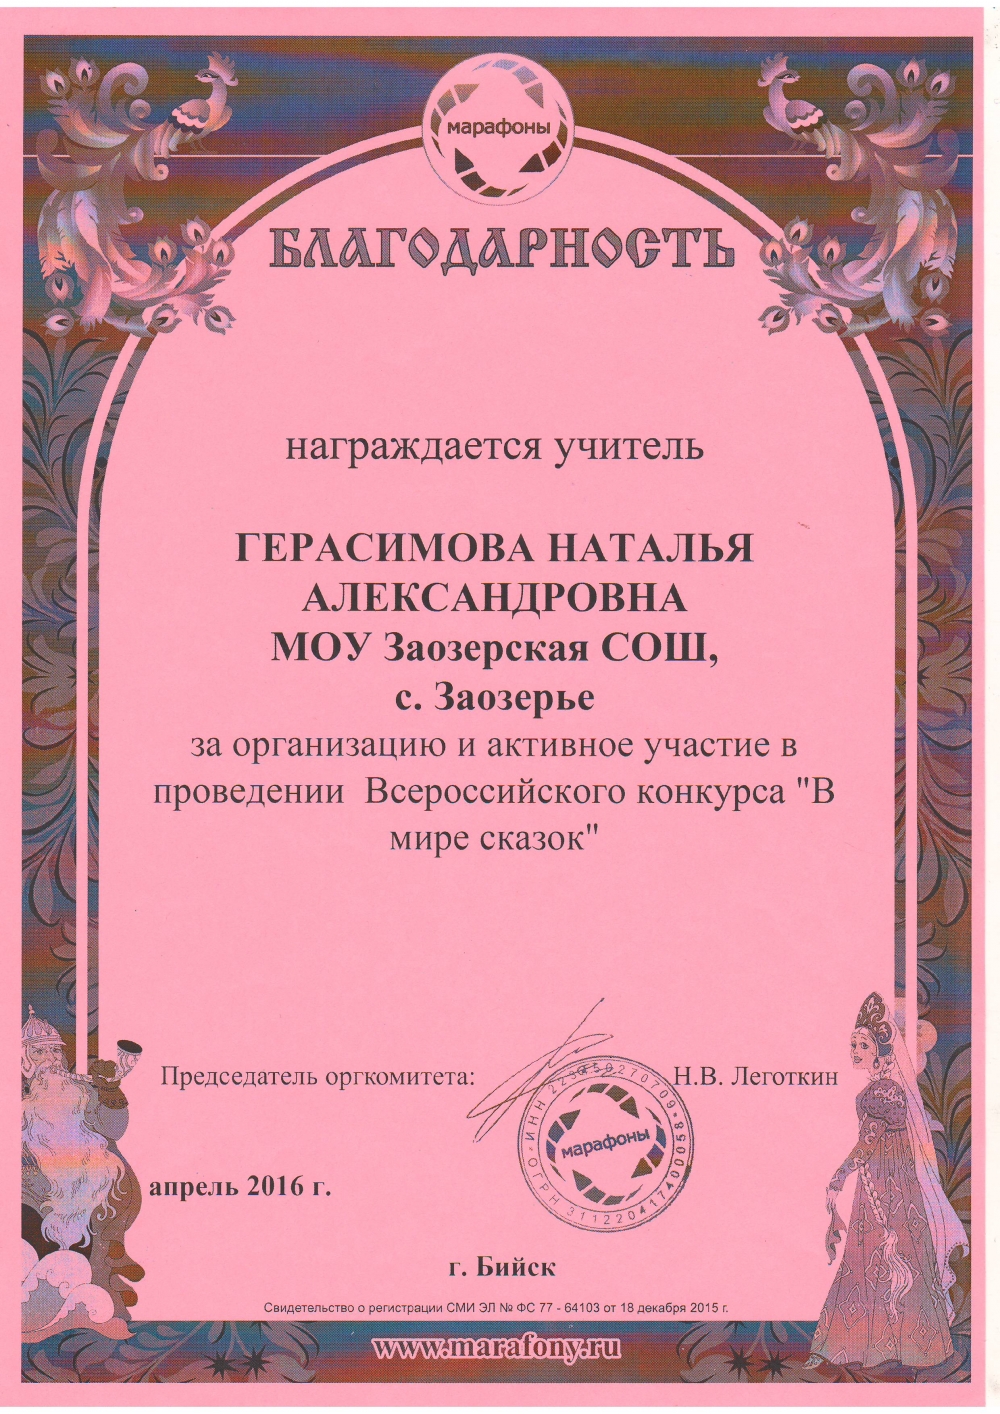 марафоны
БЛАГОДАРНОСТЬ
награждается учитель
ГЕРАСИМОВА НАТАЛЬЯ
АЛЕКСАНДРОВНА
МОУ Заозерская СОШ,
с. Заозерье
за организацию и активное участие в
проведении Всероссийского конкурса "В
мире сказок"
Председатель оргкомитета:
Н.В. Леготкин
марафоны
ОГРН 311220417400058
апрель 2016 г.
г. Бийск
Свидетельство о регистрации СМИ ЭЛ № ФС 77 - 64103 от 18 декабря 2015 г.
www.marafony.ru